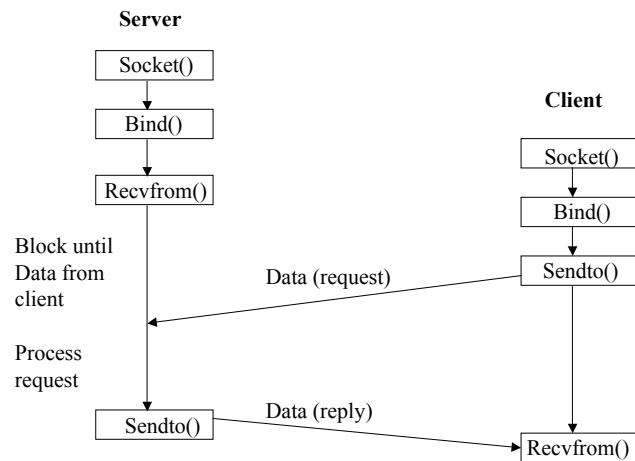 Server
Socket()
Bind()
Recvfrom()
Block until
Data from
client
Process
request
Sendto()
Data (request)
Data (reply)
Client
Socket()
Bind()
Sendto()
Recvfrom()